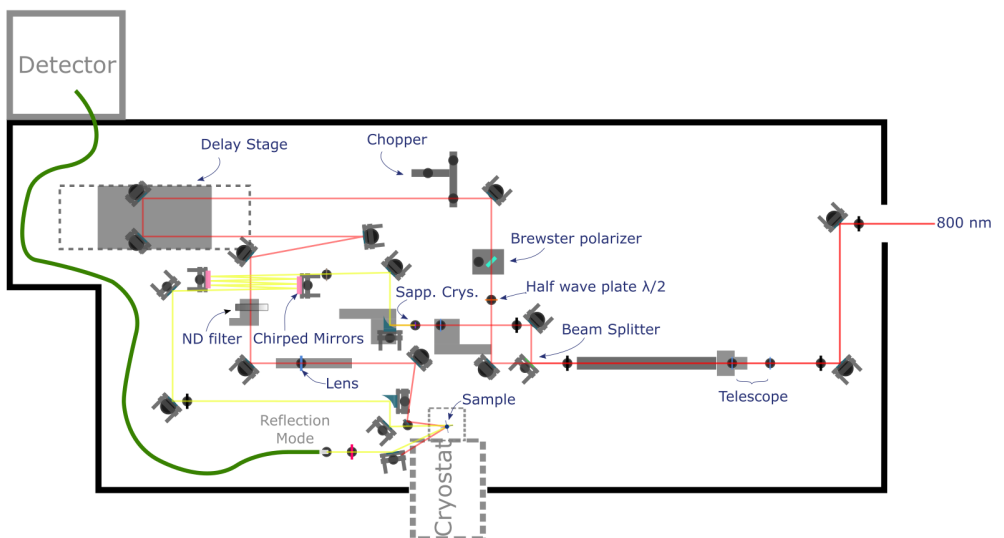 Detector
Delay Stage
Chopper
800 nm
Brewster polarizer
Half wave plate λ/2
Sapp. Crys.
ND filter
Chirped Mirrors
Beam Splitter
Lens
Telescope
Sample
Reflection
Mode
Cryostat